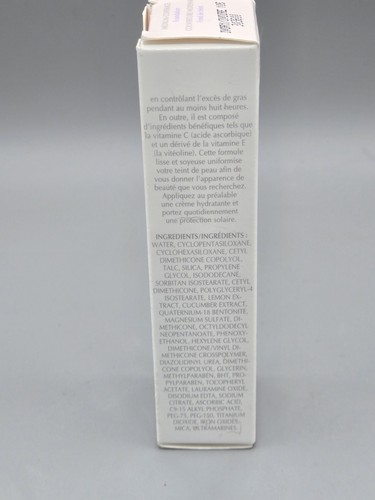 en contrôlant l'excès de gras
pendant au moins huit-heures.
En outre, il est composé
d'ingrédients bénéfiques tels que
la vitamine C (acide ascorbique)
et un dérivé de la vitamine E
(la vitéoline). Cette formule
lisse et soyeuse uniformise
votre teint de peau afin de
vous donner l'apparence de
beauté que vous recherchez.
Appliquez au préalable
une crème hydratante et
portez quotidiennement
une protection solaire.
INGREDIENTS/INGRÉDIENTS :
WATER, CYCLOPENTASILOXANE,
CYCLOHEXASILOXANE, CETYL
DIMETHICONE COPOLYOL,
TALC, SILICA, PROPYLENE
GLYCOL, ISODODECANE,
SORBITAN ISOSTEARATE, CETYL
DIMETHICONE, POLYGLYCERYL-4
ISOSTEARATE, LEMON EX-
TRACT, CUCUMBER EXTRACT,
QUATERNIUM-18 BENTONITE,
MAGNESIUM SULFATE, DI-
METHICONE, OCTYLDODECYL
NEOPENTANOATE, PHENOXY-
ETHANOL, HEXYLENE GLYCOL,
DIMETHICONE/VINYL DI-
METHICONE CROSSPOLYMER,
DIAZOLIDINYL UREA, DIMETHI-
CONE COPOLYOL, GLYCERIN,
METHYLPARABEN, BHT, PRO-
PYLPARABEN, TOCOPHERYL
ACETATE, LAURAMINE OXIDE,
DISODIUM EDTA, SODIUM
CITRATE, ASCORBIC ACID,
C9-15 ALKYL PHOSPHATE,
PEG-75, PEG-150, TITANIUM
DIOXIDE, IRON OXIDES,
MICA, ULTRAMARINES.